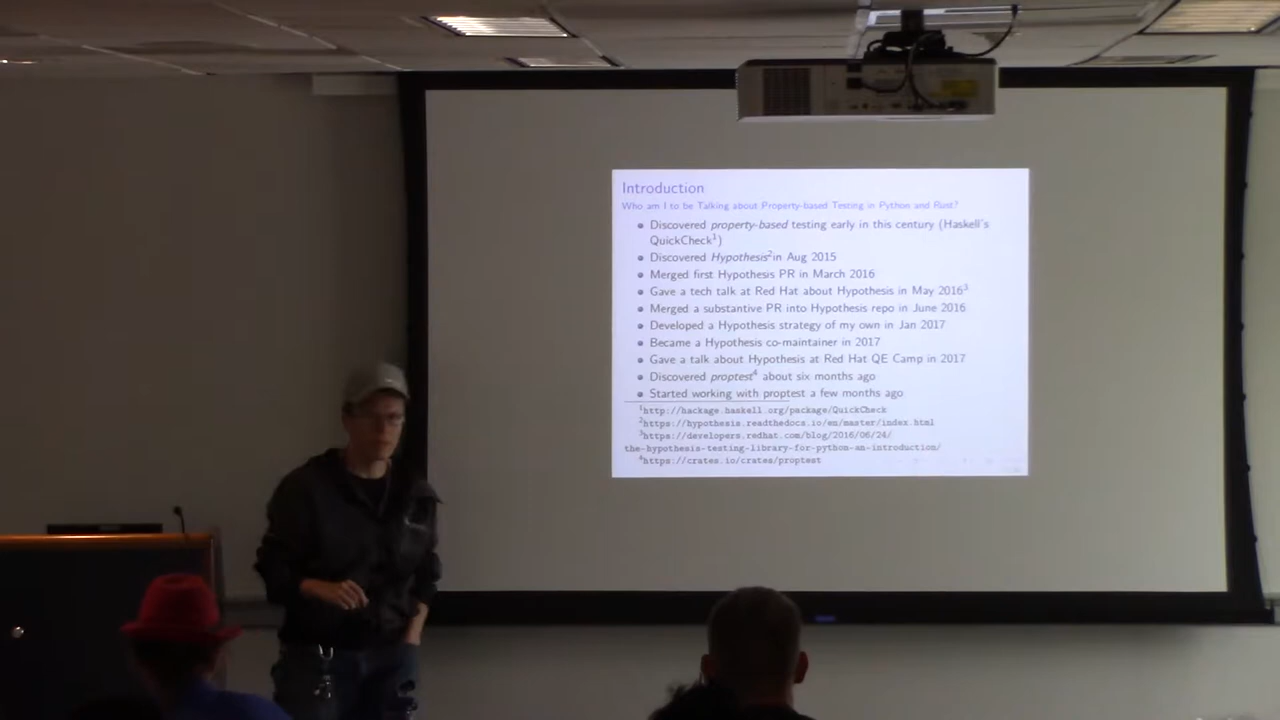 Introduction
Who am I to be Talking about Property-based Testing in Python and Rust?
Discovered property-based testing early in this century (Haskell's
QuickCheck1)
Discovered Hypothesis2in Aug 2015
Merged first Hypothesis PR in March 2016
Gave a tech talk at Red Hat about Hypothesis in May 20163
Merged a substantive PR into Hypothesis repo in June 2016
Developed a Hypothesis strategy of my own in Jan 2017
Became a Hypothesis co-maintainer in 2017
Gave a talk about Hypothesis at Red Hat QE Camp in 2017
Discovered proptest4 about six months ago
Started working with proptest a few months ago
1http://hackage.haskell.org/package/QuickCheck
2https://hypothesis.readthedocs.io/en/master/index.html
3https://developers.redhat.com/blog/2016/06/24/
the-hypothesis-testing-library-for-python-an-introduction/
4https://crates.io/crates/proptest